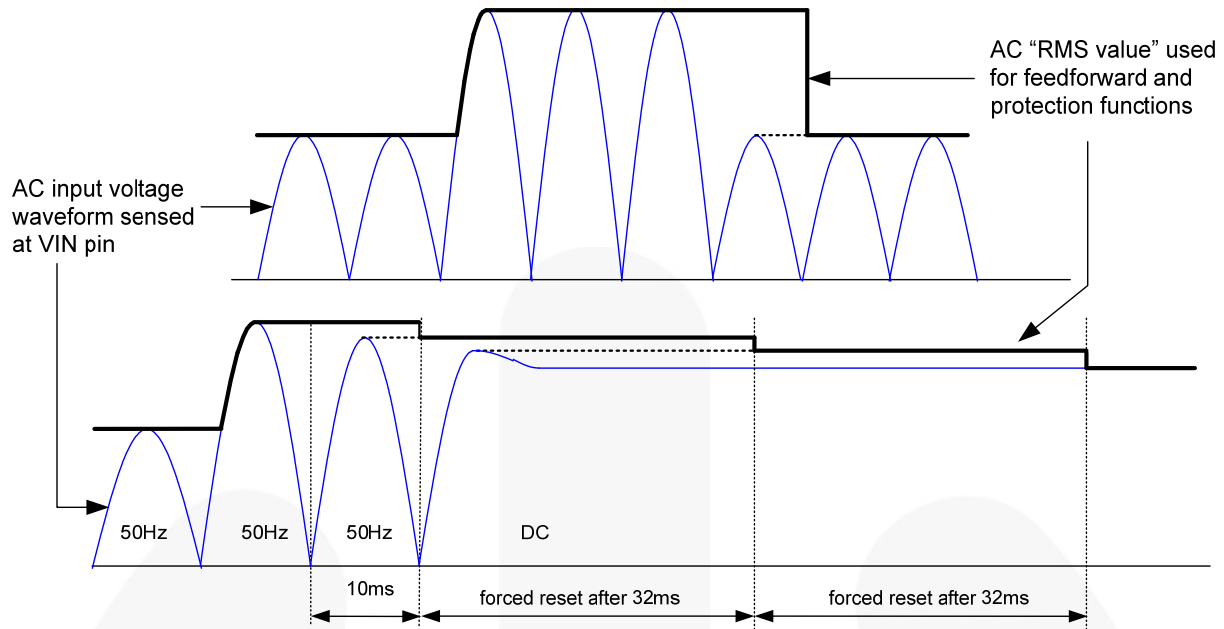 AC “RMS value” used
for feedforward and
protection functions
AC input voltage
waveform sensed
at VIN pin
50Hz
50Hz
50Hz
DC
10ms
forced reset after 32ms
forced reset after 32ms